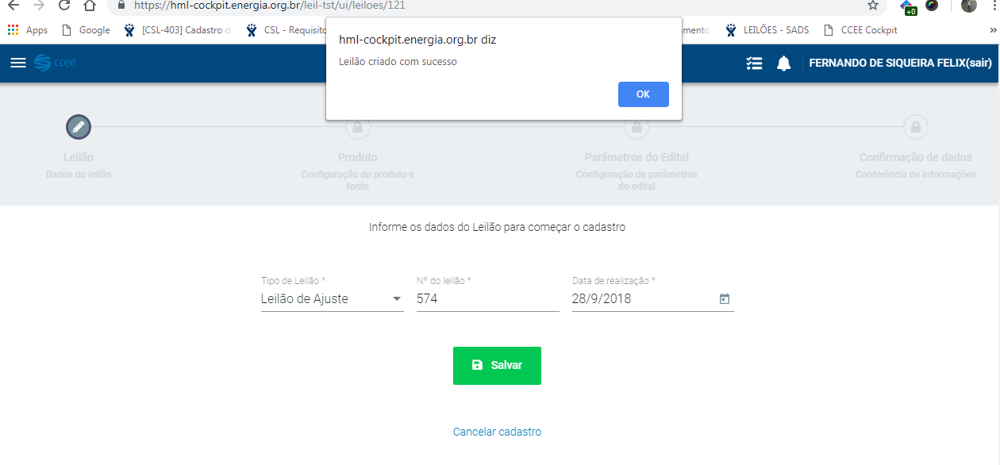 https://hml-cockpit.energia.org.br/leil-tst/ui/leiloes/121
+0
Apps Google [CSL-403] Cadastro d CSL - Requisito mento LEILÕES - SADS CCEE Cockpit »
hml-cockpit.energia.org.br diz
Leilão criado com sucesso
OK
ccee
FERNANDO DE SIQUEIRA FELIX(sair)
Leilão
Dados do leilão
Produto
Configuração do produto e
fonte
Parâmetros do Edital
Configuração de parâmetros
do edital
Confirmação de dados
Conferência de informações
Informe os dados do Leilão para começar o cadastro
Tipo de Leilão *
Leilão de Ajuste
Nº do leilão *
574
Data de realização *
28/9/2018
Salvar
Cancelar cadastro